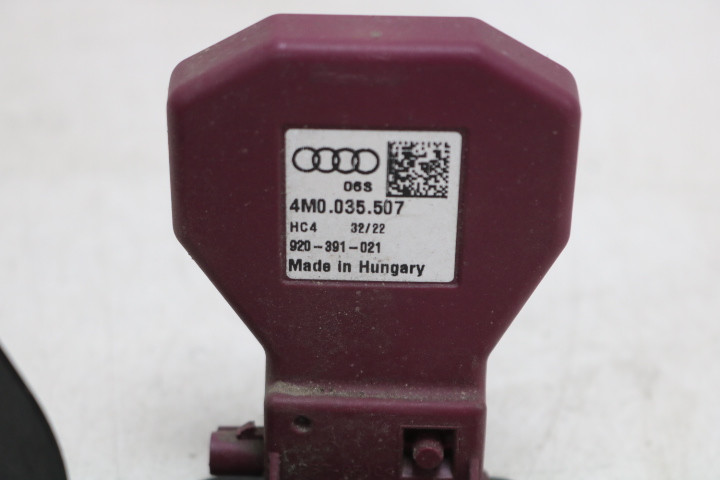 06S
4M0.035.507
HC4 32/22
920-391-021
Made in Hungary